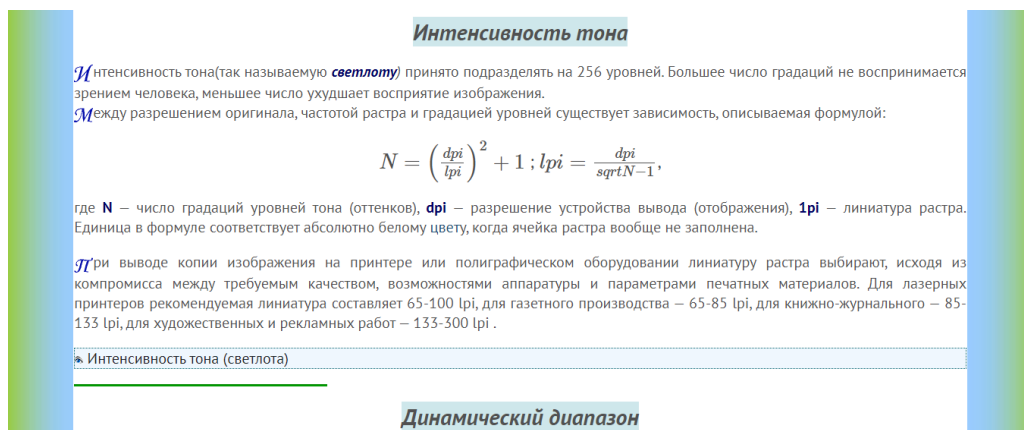 Интенсивность тона
Интенсивность тона(так называемую светлоту) принято подразделять на 256 уровней. Большее число градаций не воспринимается
зрением человека, меньшее число ухудшает восприятие изображения.
Между разрешением оригинала, частотой растра и градацией уровней существует зависимость, описываемая формулой:
N = (dpi/lpi)^2 + 1 ; lpi = dpi/sqrtN−1,
где N — число градаций уровней тона (оттенков), dpi — разрешение устройства вывода (отображения), 1pi — линиатура растра.
Единица в формуле соответствует абсолютно белому цвету, когда ячейка растра вообще не заполнена.
При выводе копии изображения на принтере или полиграфическом оборудовании линиатуру растра выбирают, исходя из
компромисса между требуемым качеством, возможностями аппаратуры и параметрами печатных материалов. Для лазерных
принтеров рекомендуемая линиатура составляет 65-100 lpi, для газетного производства — 65-85 lpi, для книжно-журнального — 85-
133 lpi, для художественных и рекламных работ — 133-300 lpi .
Интенсивность тона (светлота)
Динамический диапазон